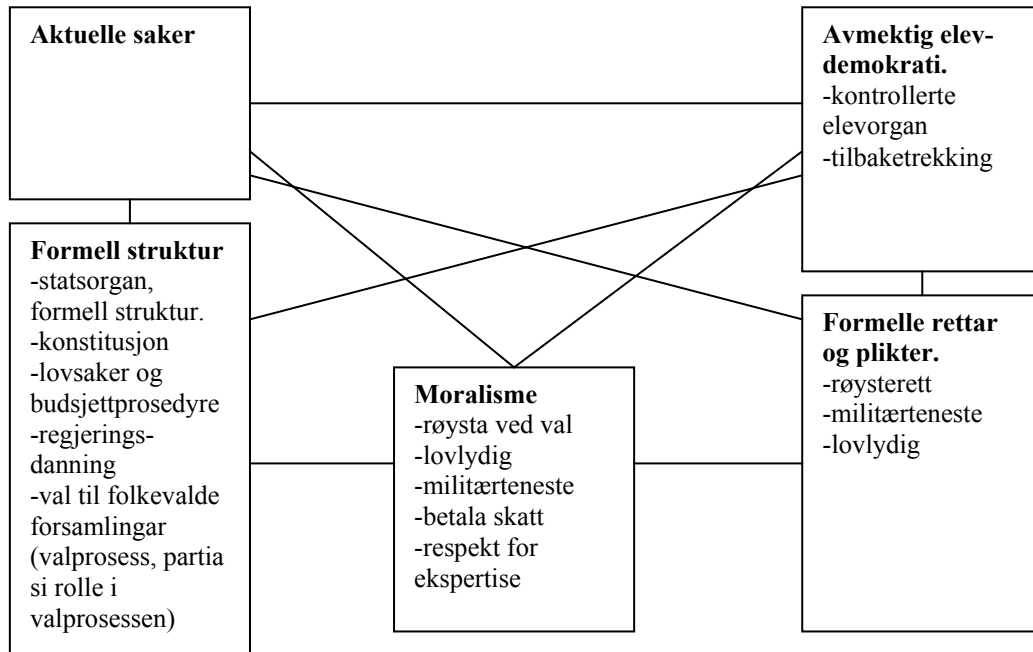 Aktuelle saker
Avmektig elev-
demokrati.
-kontrollerte
elevorgan
-tilbaketrekking
Formell struktur
-statsorgan,
formell struktur.
-konstitusjon
-lovsaker og
budsjettprosedyre
-regjerings-
danning
-val til folkevalde
forsamlingar
(valprosess, partia
si rolle i
valprosessen)
Moralisme
-røysta ved val
-lovlydig
-militærteneste
-betala skatt
-respekt for
ekspertise
Formelle rettar
og plikter.
-røysterett
-militærteneste
-lovlydig